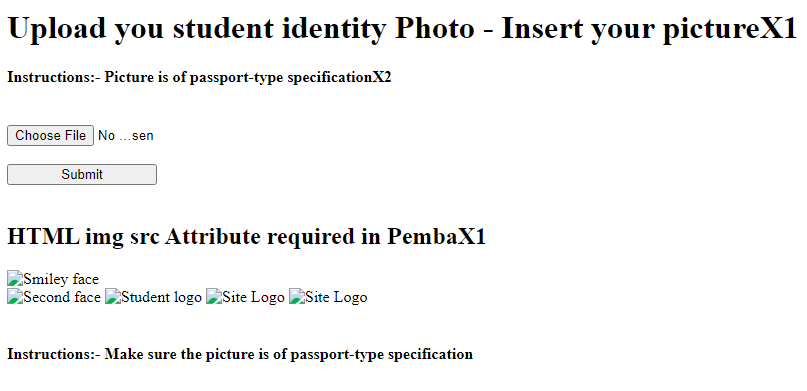 Upload you student identity Photo - Insert your pictureX1
Instructions:- Picture is of passport-type specificationX2
Choose File No ...sen
Submit
HTML img src Attribute required in PembaX1
Smiley face
Second face Student logo Site Logo Site Logo
Instructions:- Make sure the picture is of passport-type specification